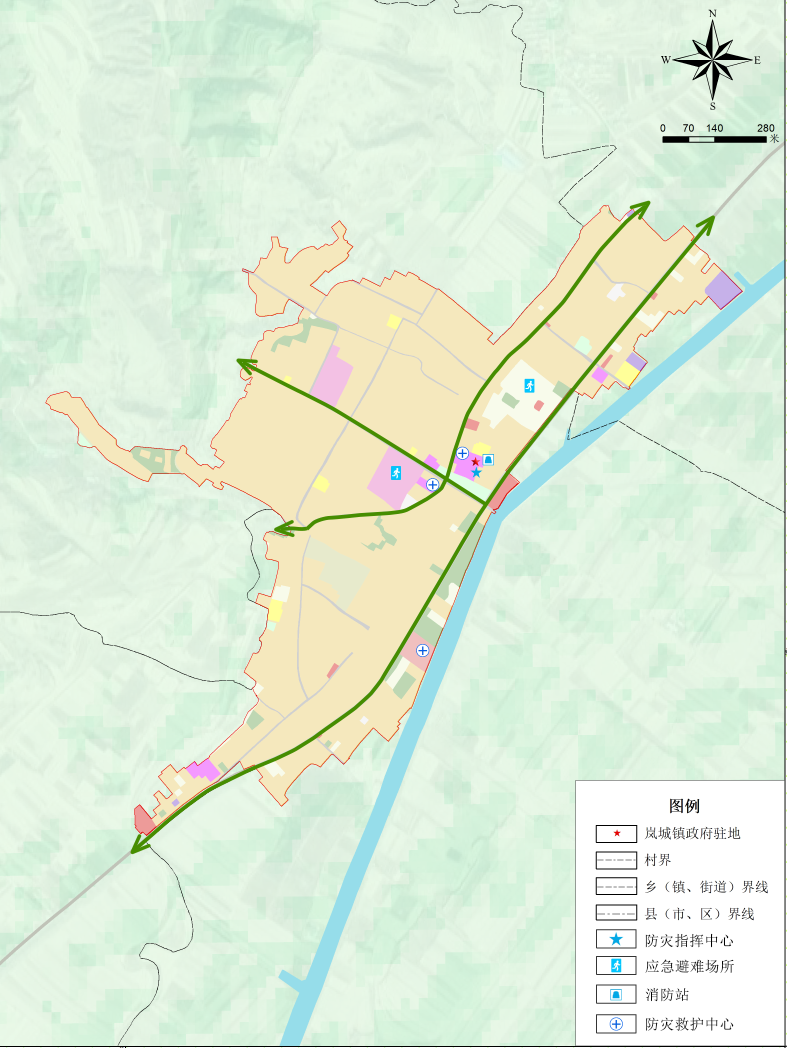 N
W E
S
0 70 140 280
米
图例
岚城镇政府驻地
村界
乡（镇、街道）界线
县（市、区）界线
防灾指挥中心
应急避难场所
消防站
防灾救护中心